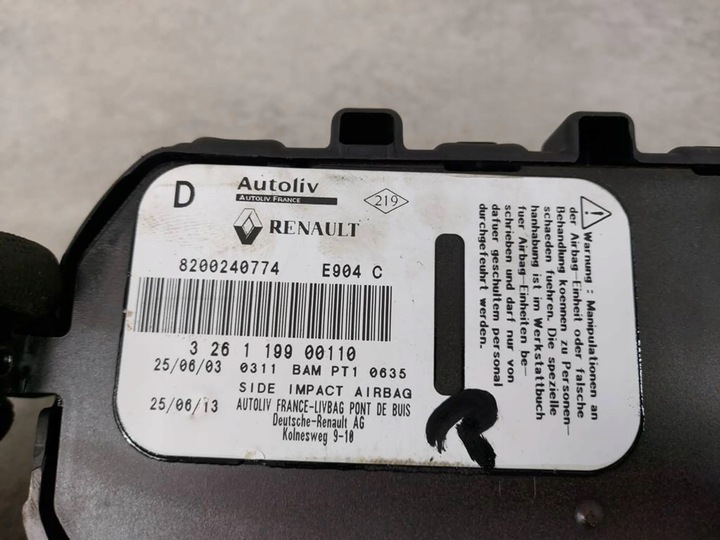 D
Autoliv
AUTOLIV FRANCE
219
RENAULT
8200240774 E904 C
3 26 1 199 00110
25/06/03 0311 BAM PT1 0635
SIDE IMPACT AIRBAG
25/06/13 AUTOLIV FRANCE-LIVBAG PONT DE BUIS
Deutsche-Renault AG
Kolnesweg 9-10
Warnung : Manipulationen an
der Airbag-Einheit oder falsche
Behandlung koennen zu Personen-
schaeden fuehren. Die spezielle
hanhabung ist im Werkstattbuch
fuer Airbag-Einheiten be-
schrieben und darf nur von
dafuer geschultem personal
durchgefuehrt werden.